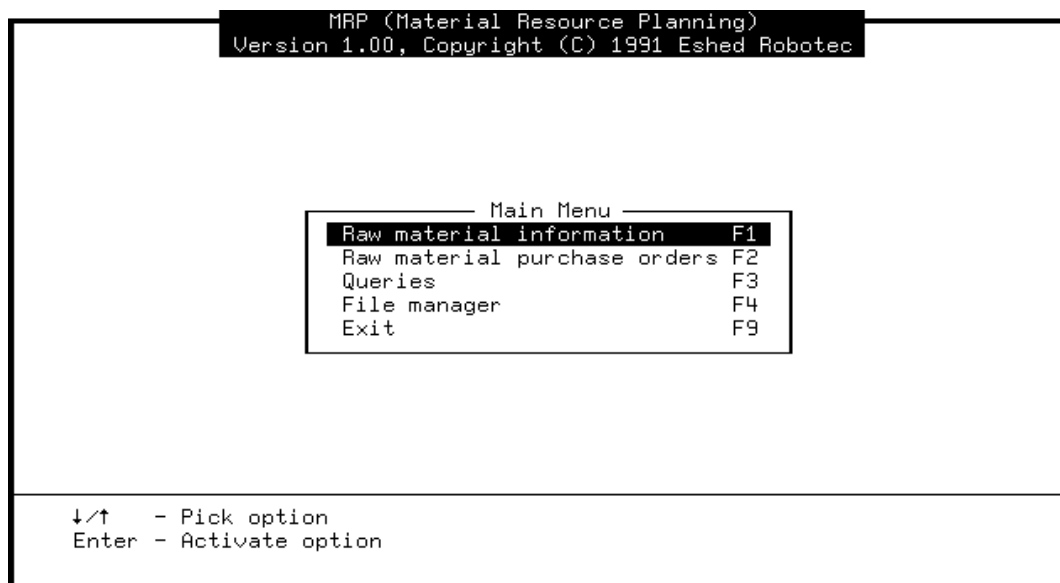 MRP (Material Resource Planning)
Version 1.00, Copyright (C) 1991 Eshed Robotec
Main Menu
Raw material information F1
Raw material purchase orders F2
Queries F3
File manager F4
Exit F9
↓/↑ - Pick option
Enter - Activate option